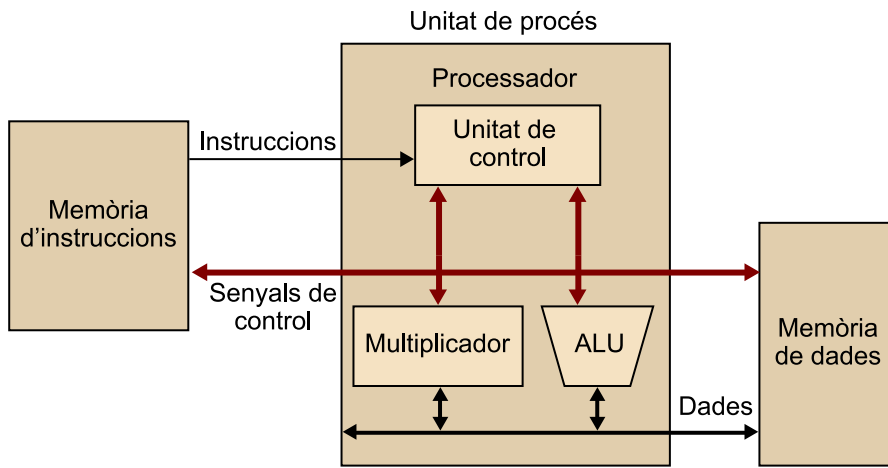 Unitat de procés
Processador
Unitat de
control
Instruccions
Memòria
d'instruccions
Senyals de
control
Multiplicador
ALU
Memòria
de dades
Dades